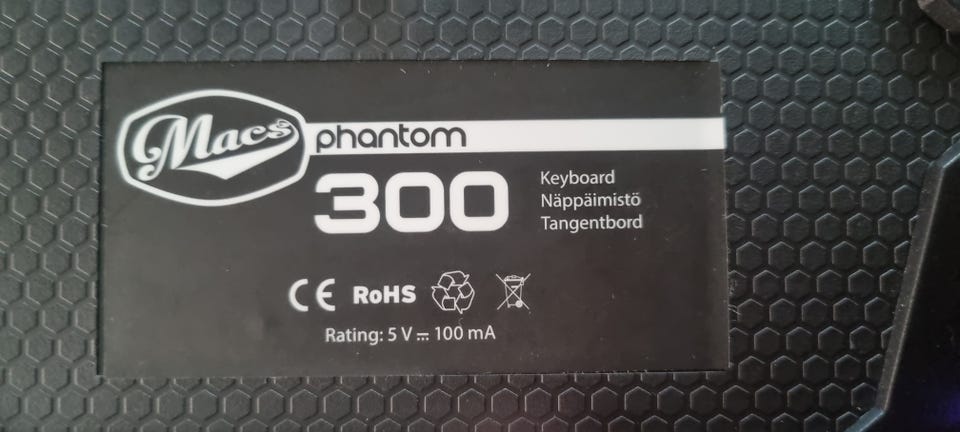 Macs
phantom
300
Keyboard
Näppäimistö
Tangentbord
CE RoHS
Rating: 5 V ⎓ 100 mA